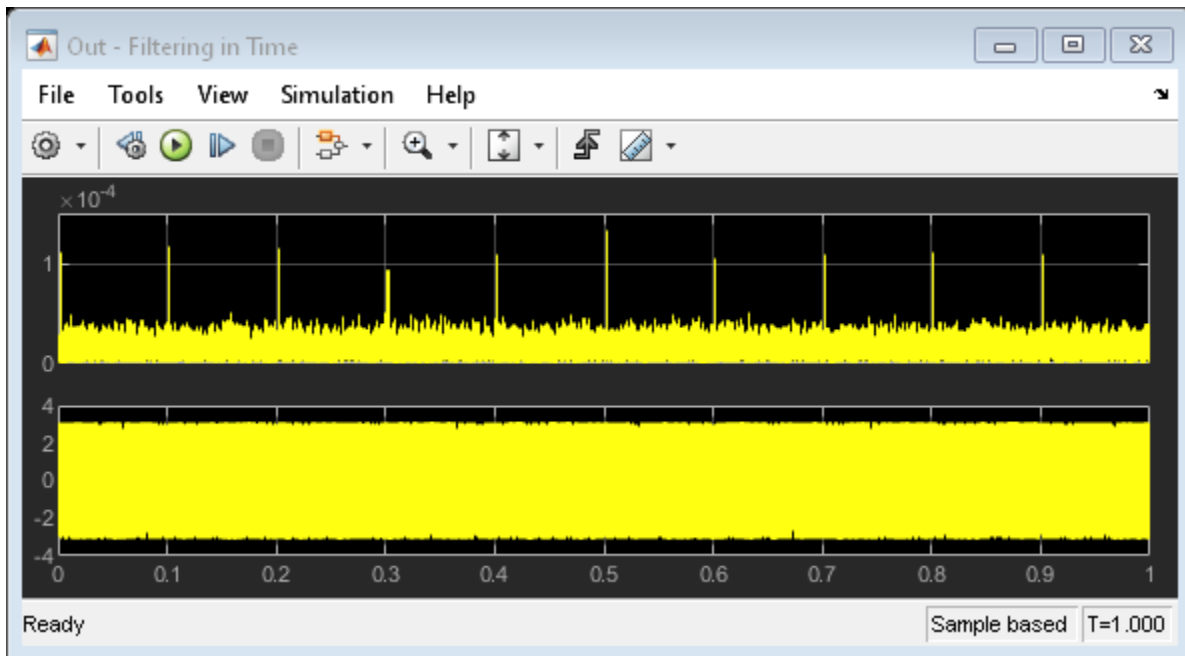 Out - Filtering in Time
File Tools View Simulation Help
×10⁻⁴
1
0
4
2
0
-2
-4
0 0.1 0.2 0.3 0.4 0.5 0.6 0.7 0.8 0.9 1
Ready Sample based T=1.000